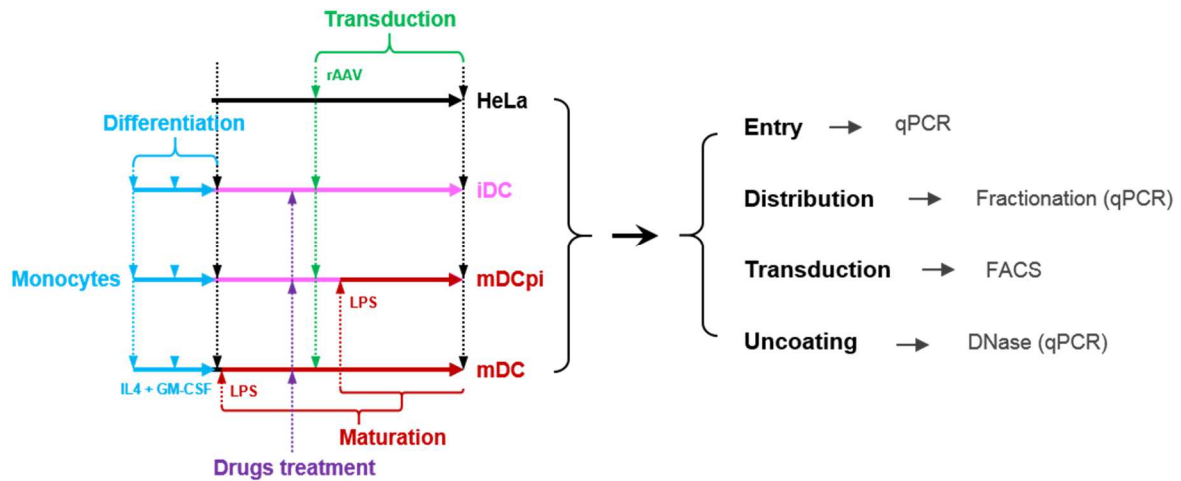 Transduction
rAAV
HeLa
Differentiation
iDC
Monocytes
mDCpi
LPS
mDC
IL4 + GM-CSF
LPS
Maturation
Drugs treatment
Entry → qPCR
Distribution → Fractionation (qPCR)
Transduction → FACS
Uncoating → DNase (qPCR)